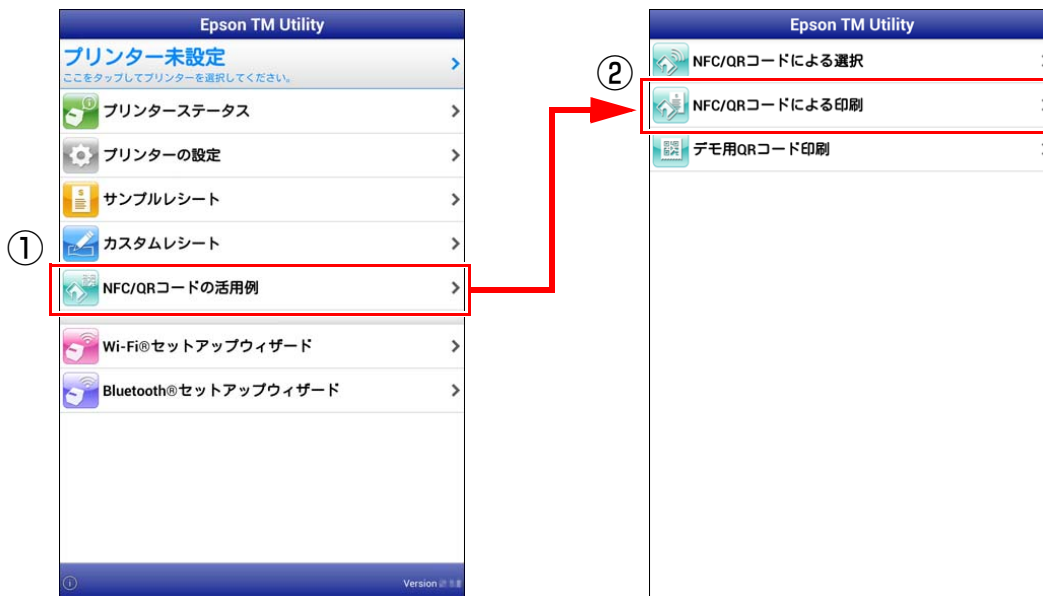 Epson TM Utility
プリンター未設定
ここをタップしてプリンターを選択してください。
プリンターステータス
プリンターの設定
サンプルレシート
①
カスタムレシート
NFC/QRコードの活用例
Wi-Fi®セットアップウィザード
Bluetooth®セットアップウィザード
Version
Epson TM Utility
②
NFC/QRコードによる選択
NFC/QRコードによる印刷
デモ用QRコード印刷